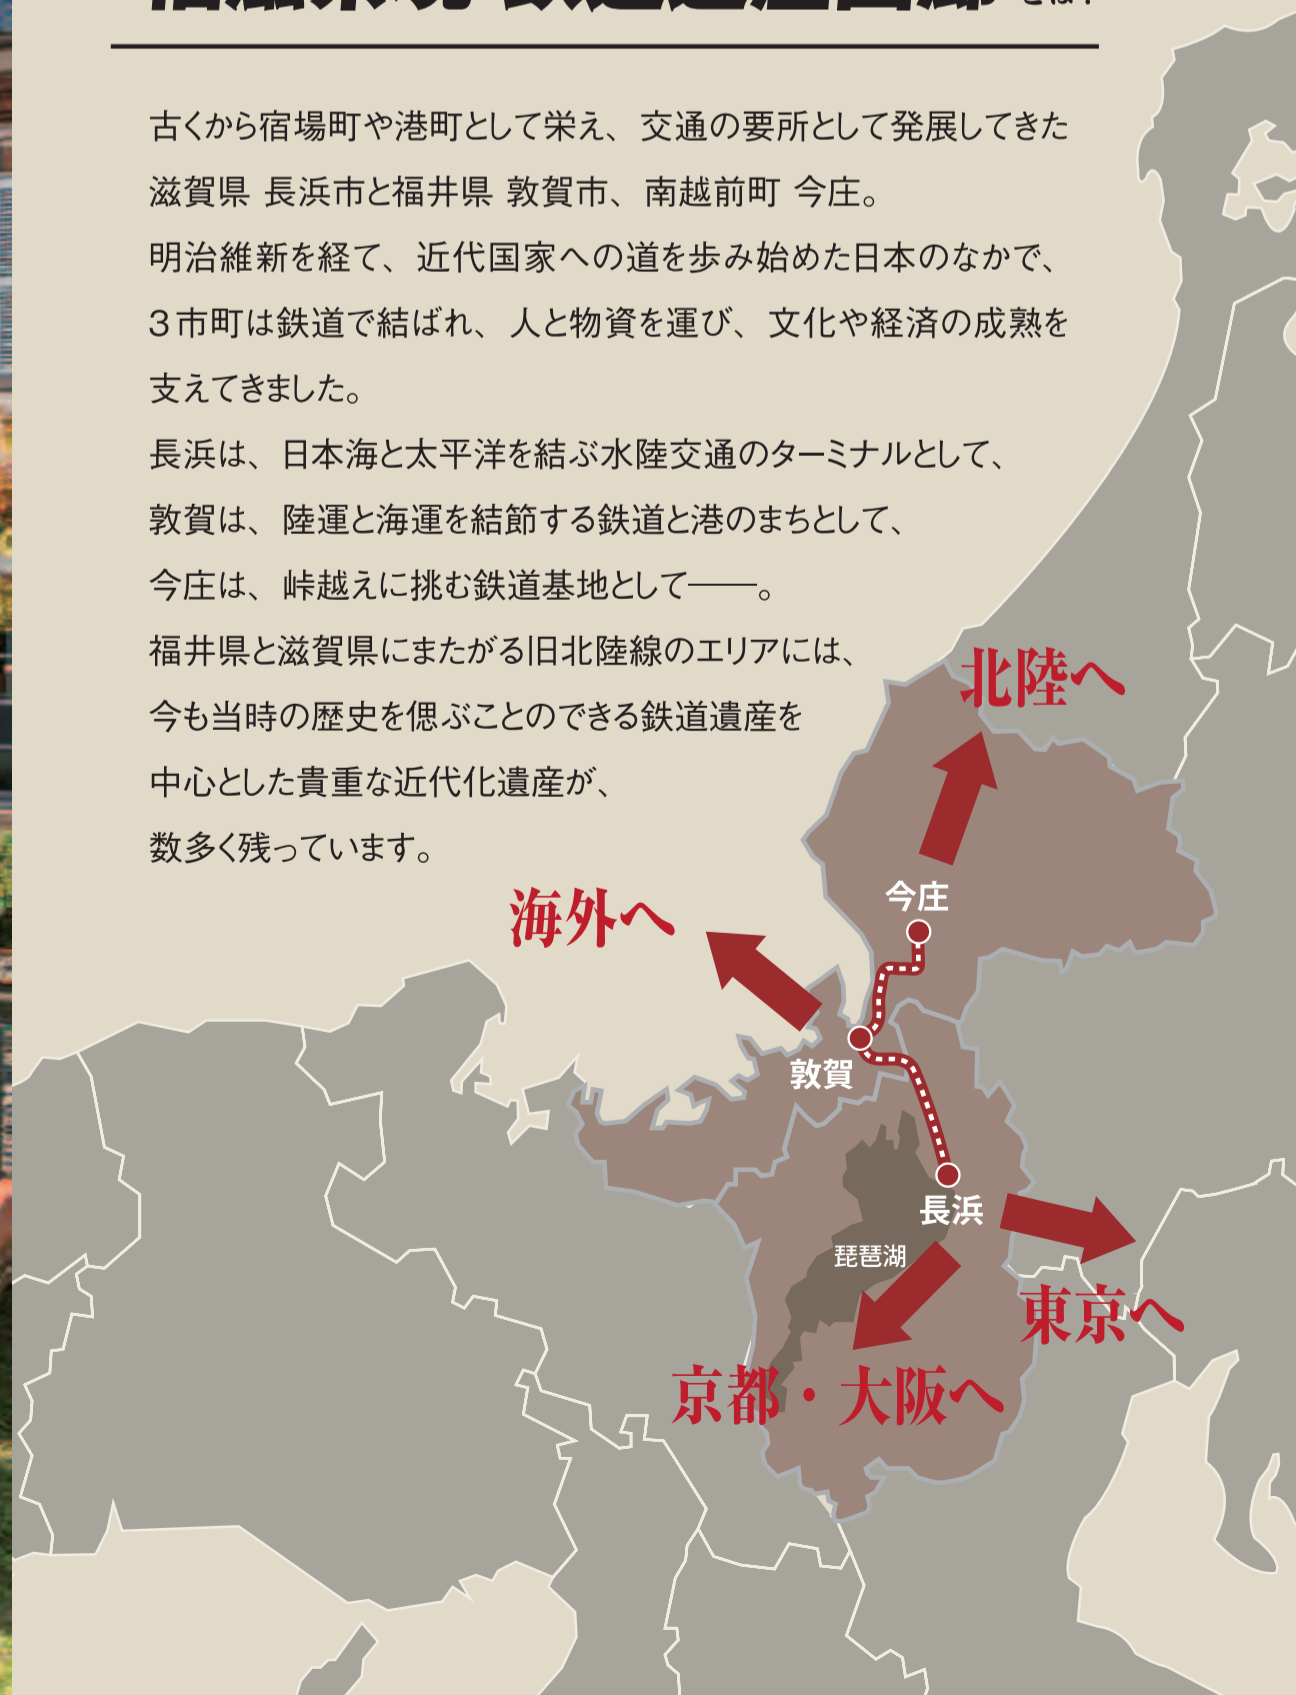 古くから宿場町や港町として栄え、交通の要所として発展してきた
滋賀県 長浜市と福井県 敦賀市、南越前町 今庄。
明治維新を経て、近代国家への道を歩み始めた日本のなかで、
3市町は鉄道で結ばれ、人と物資を運び、文化や経済の成熟を
支えてきました。
長浜は、日本海と太平洋を結ぶ水陸交通のターミナルとして、
敦賀は、陸運と海運を結節する鉄道と港のまちとして、
今庄は、峠越えに挑む鉄道基地として──。
福井県と滋賀県にまたがる旧北陸線のエリアには、
今も当時の歴史を偲ぶことのできる鉄道遺産を
中心とした貴重な近代化遺産が、
数多く残っています。
北陸へ
今庄
海外へ
敦賀
長浜
琵琶湖
東京へ
京都・大阪へ